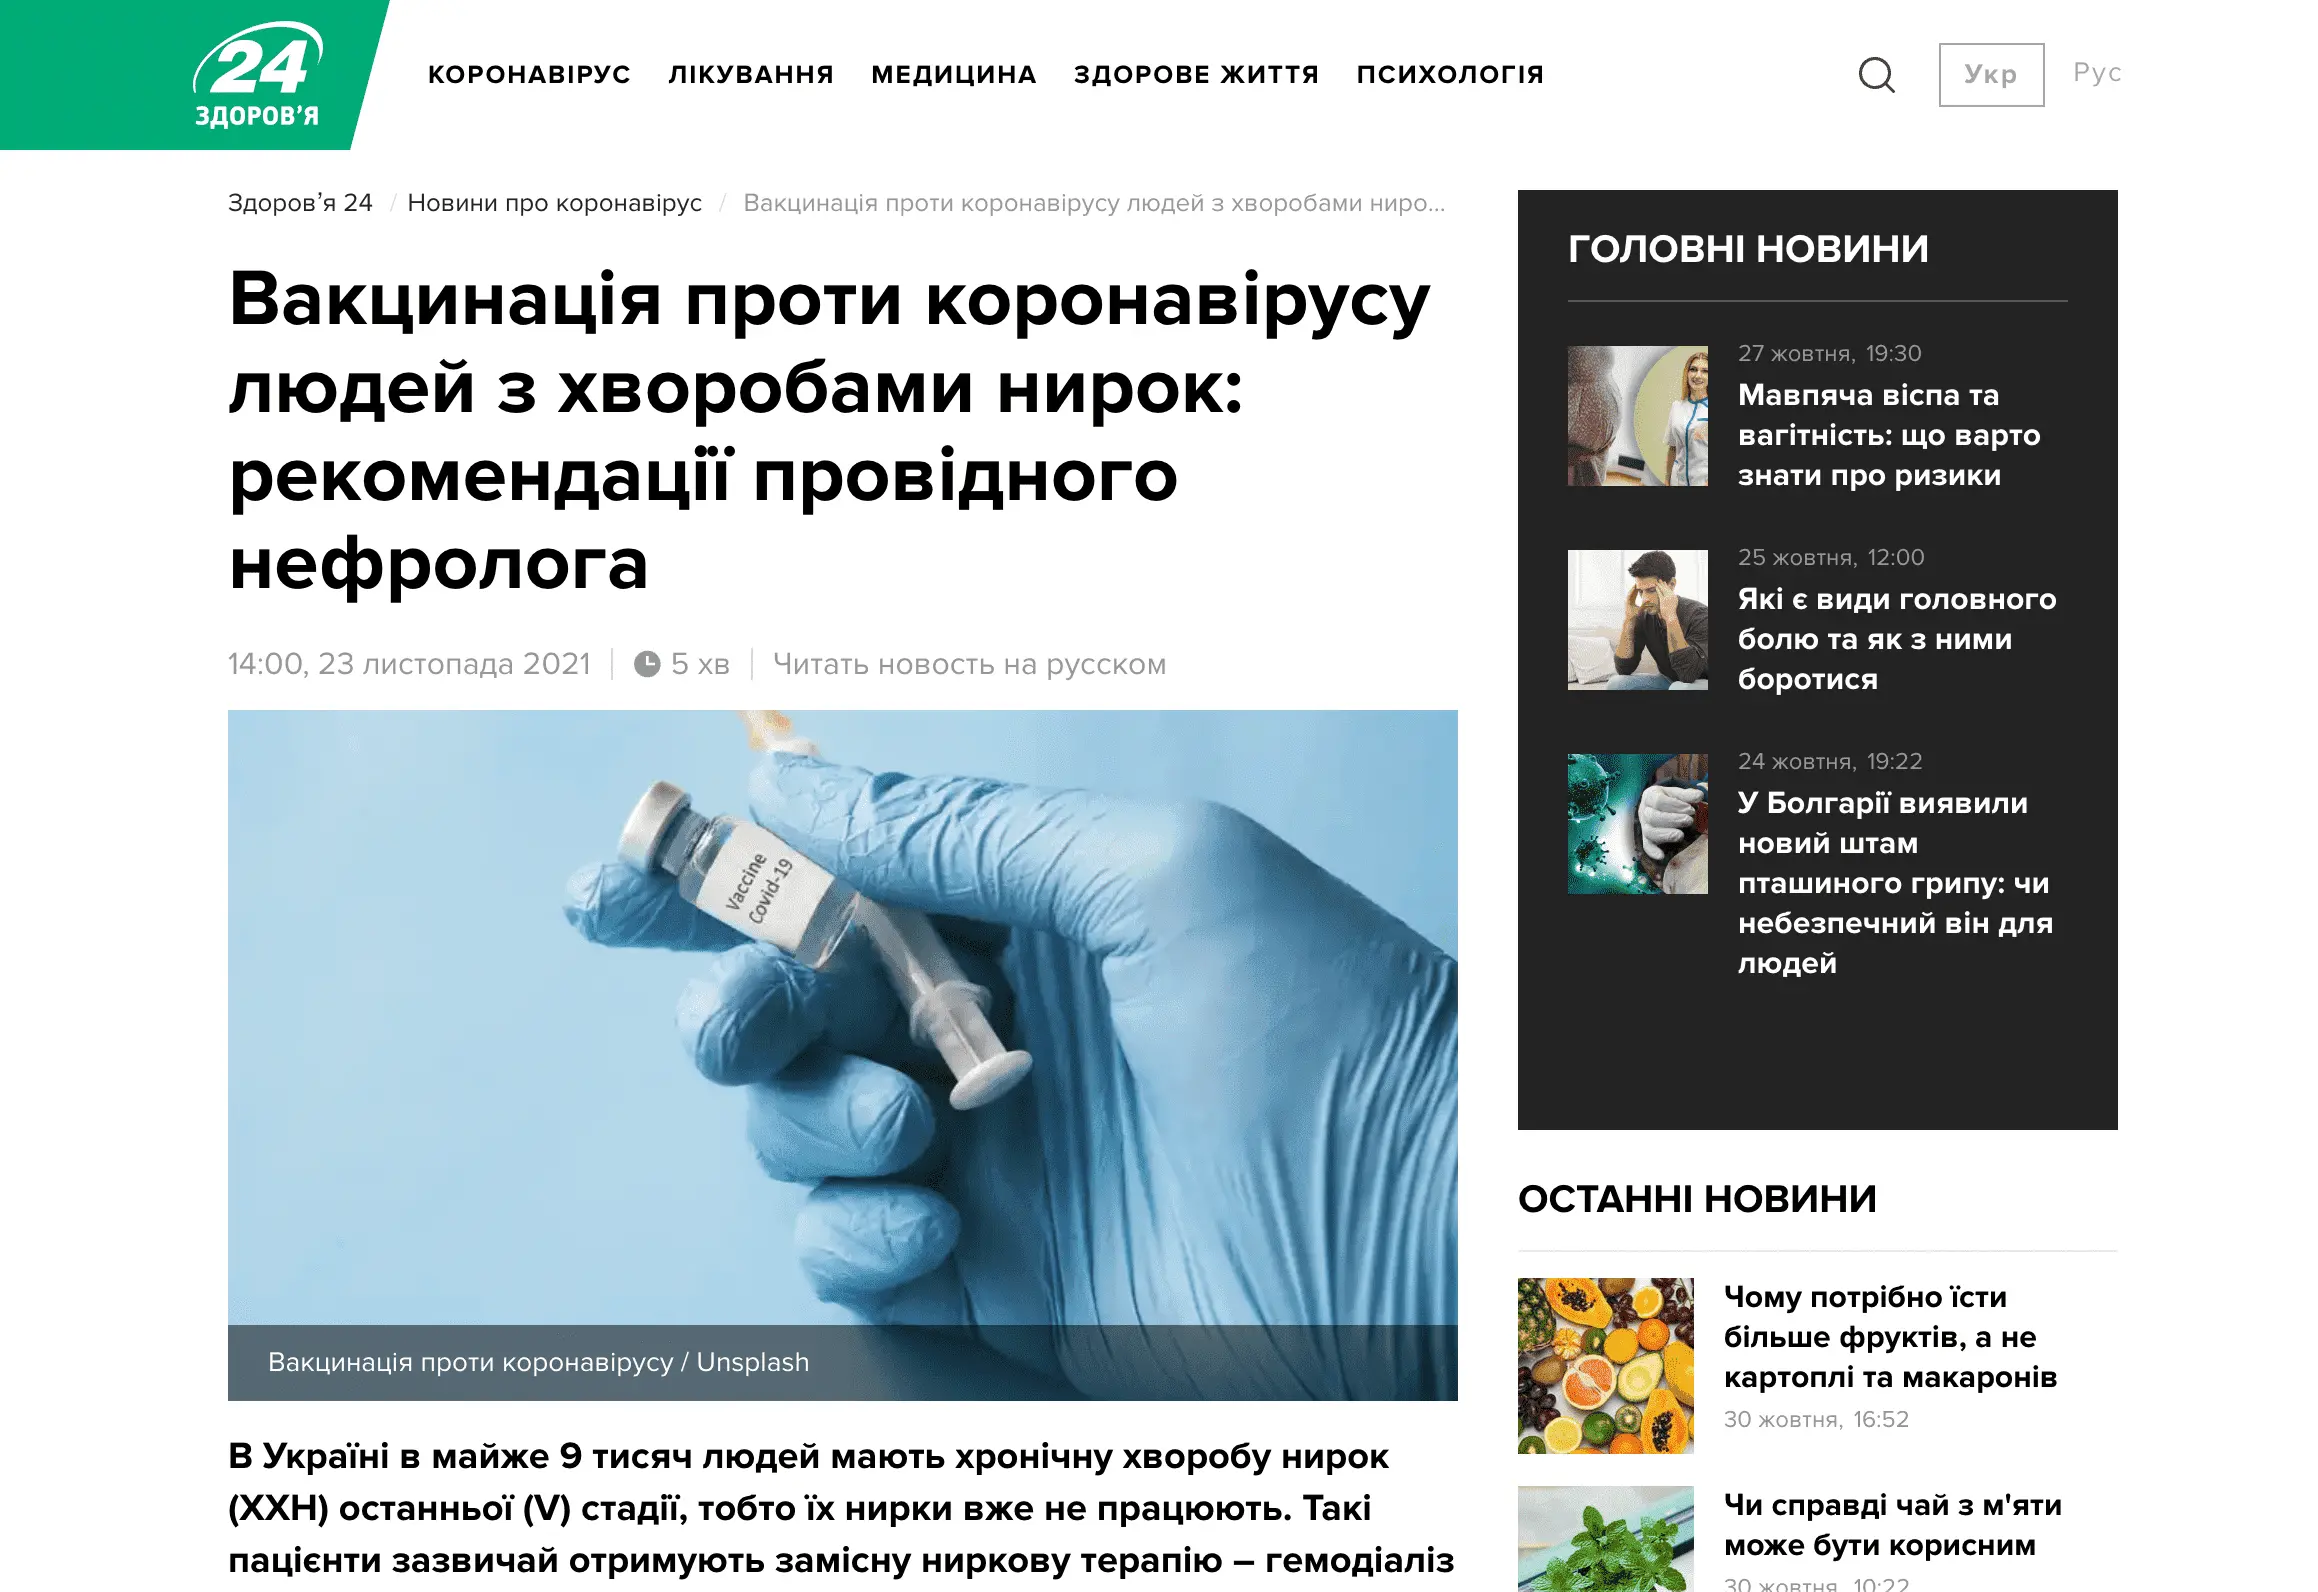 24
ЗДОРОВ’Я
КОРОНАВІРУС ЛІКУВАННЯ МЕДИЦИНА ЗДОРОВЕ ЖИТТЯ ПСИХОЛОГІЯ
Укр Рус
Здоров’я 24 / Новини про коронавірус / Вакцинація проти коронавірусу людей з хворобами ниро...
Вакцинація проти коронавірусу
людей з хворобами нирок:
рекомендації провідного
нефролога
14:00, 23 листопада 2021 5 хв Читать новость на русском
Vaccine
Covid-19
Вакцинація проти коронавірусу / Unsplash
В Україні в майже 9 тисяч людей мають хронічну хворобу нирок
(ХХН) останньої (V) стадії, тобто їх нирки вже не працюють. Такі
пацієнти зазвичай отримують замісну ниркову терапію – гемодіаліз
ГОЛОВНІ НОВИНИ
27 жовтня, 19:30
Мавпяча віспа та
вагітність: що варто
знати про ризики
25 жовтня, 12:00
Які є види головного
болю та як з ними
боротися
24 жовтня, 19:22
У Болгарії виявили
новий штам
пташиного грипу: чи
небезпечний він для
людей
ОСТАННІ НОВИНИ
Чому потрібно їсти
більше фруктів, а не
картоплі та макаронів
30 жовтня, 16:52
Чи справді чай з м'яти
може бути корисним
30 жовтня, 10:22